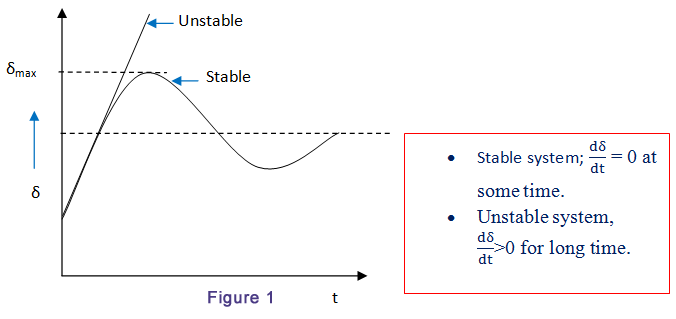 Unstable
δmax
Stable
δ
Figure 1
t
• Stable system; dδ/dt = 0 at
some time.
• Unstable system,
dδ/dt>0 for long time.